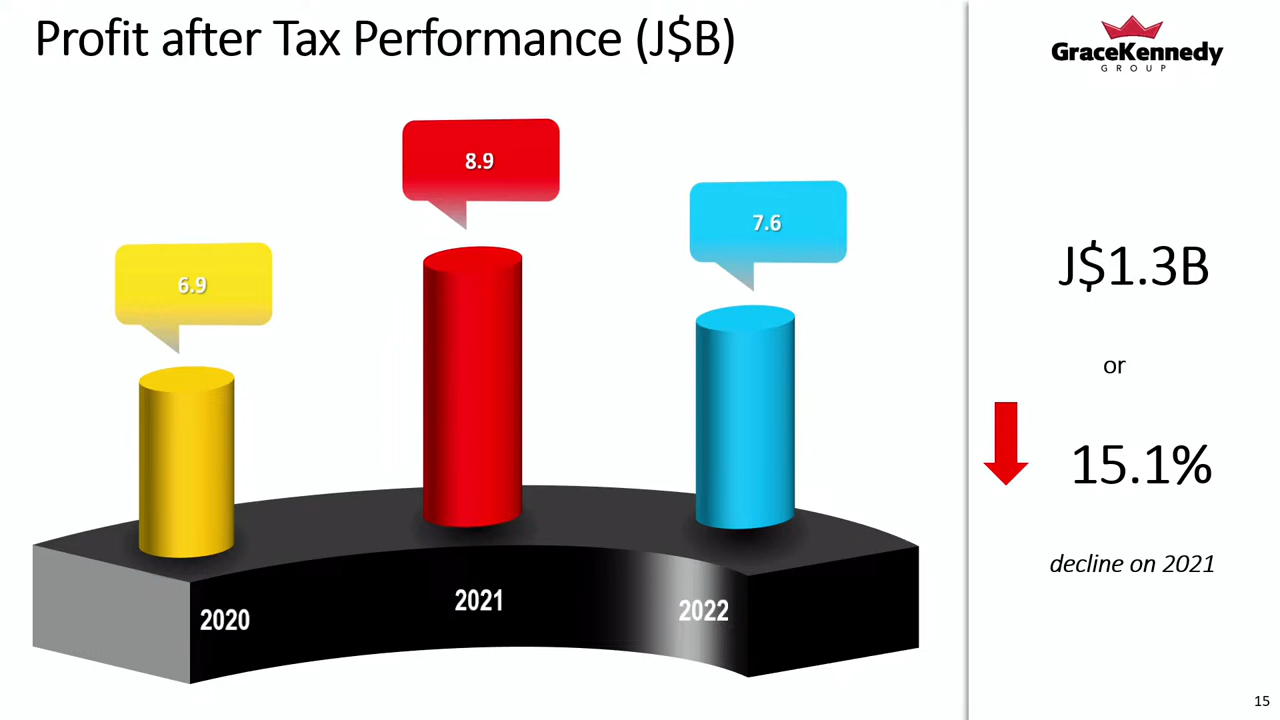 Profit after Tax Performance (J$B)
GraceKennedy
GROUP
8.9
7.6
6.9
J$1.3B
or
15.1%
decline on 2021
2020
2021
2022
15